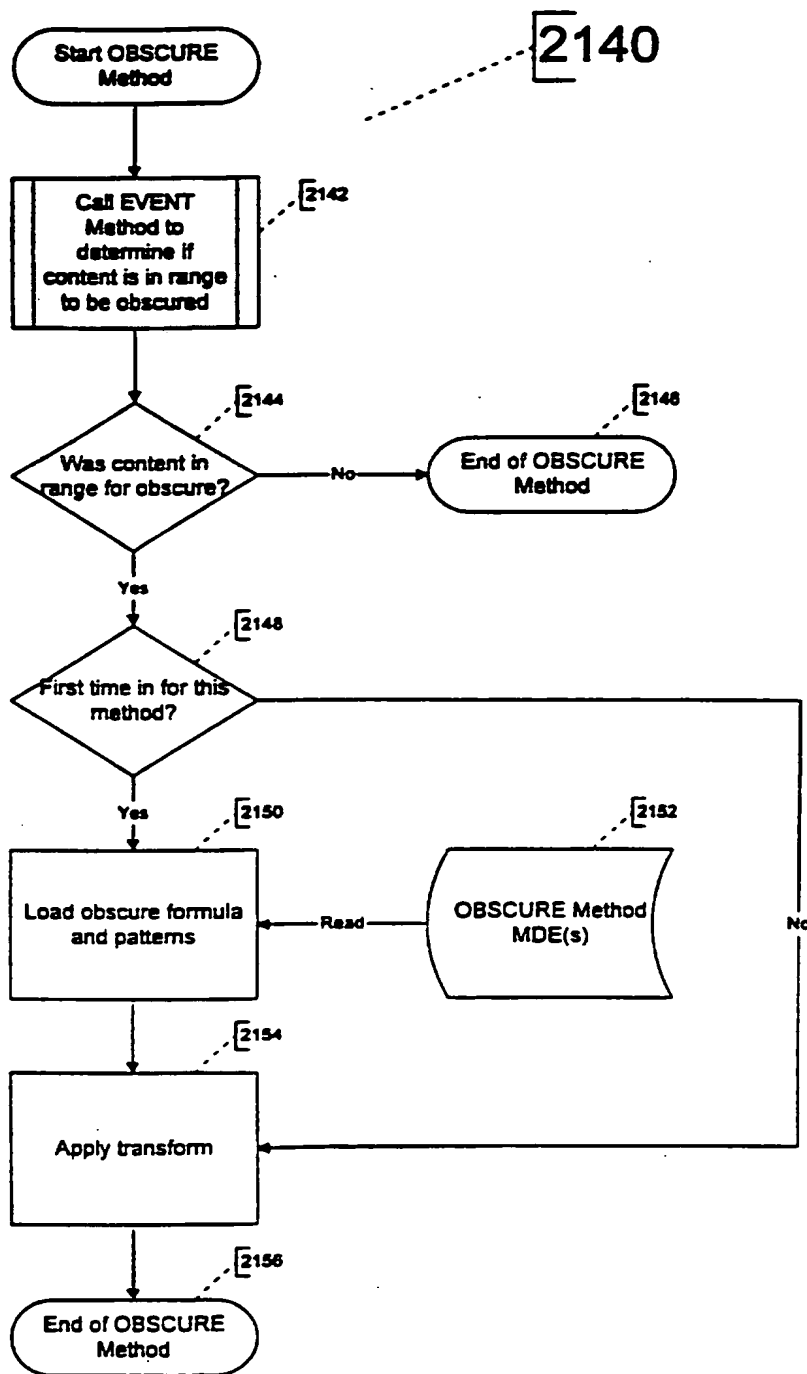 2140
Start OBSCURE
Method
2142
Call EVENT
Method to
determine if
content is in range
to be obscured
2144
Was content in
range for obscure?
No
2146
End of OBSCURE
Method
Yes
2148
First time in for this
method?
Yes
2150
Load obscure formula
and patterns
Read
2152
OBSCURE Method
MDE(s)
No
2154
Apply transform
2156
End of OBSCURE
Method